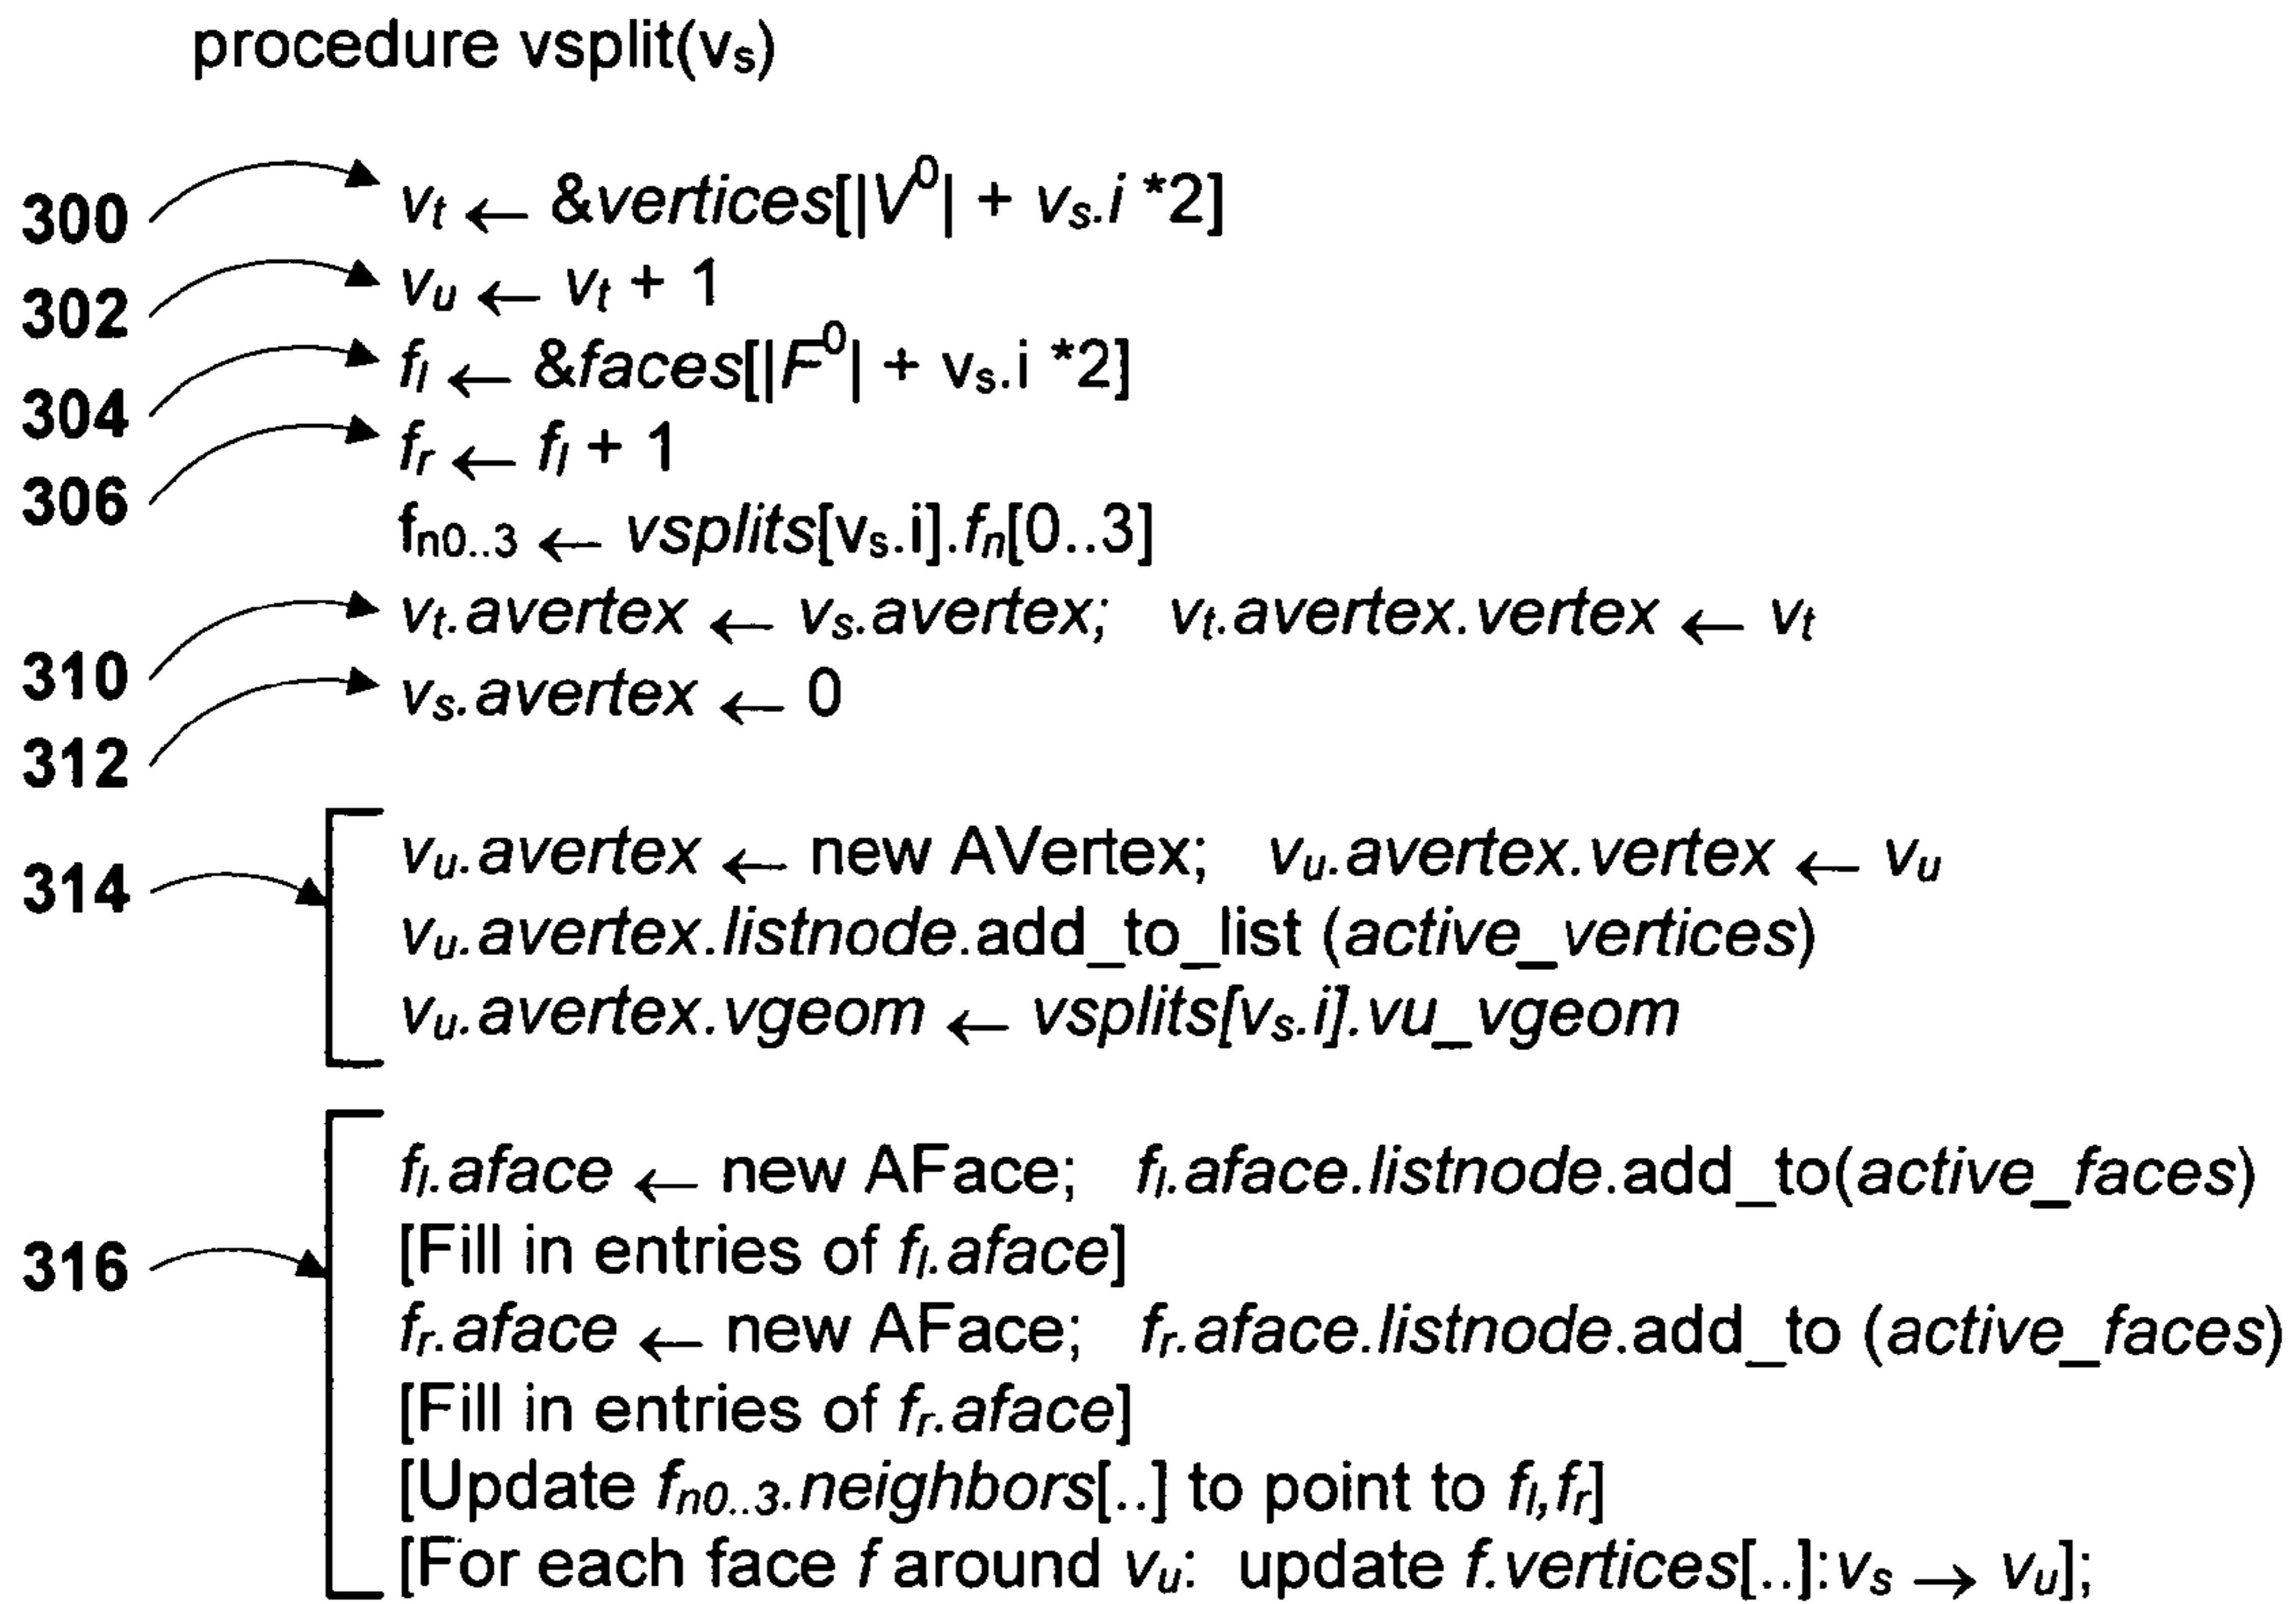 procedure vsplit(vₛ)
300 vₜ ← &vertices[|V⁰| + vₛ.i *2]
302 vᵤ ← vₜ + 1
304 fₗ ← &faces[|F⁰| + vₛ.i *2]
306 fᵣ ← fₗ + 1
fn0..3 ← vsplits[vₛ.i].fₙ[0..3]
310 vₜ.avertex ← vₛ.avertex; vₜ.avertex.vertex ← vₜ
312 vₛ.avertex ← 0
314 vᵤ.avertex ← new AVertex; vᵤ.avertex.vertex ← vᵤ
vᵤ.avertex.listnode.add_to_list (active_vertices)
vᵤ.avertex.vgeom ← vsplits[vₛ.i].vu_vgeom
316 fₗ.aface ← new AFace; fₗ.aface.listnode.add_to(active_faces)
[Fill in entries of fₗ.aface]
fᵣ.aface ← new AFace; fᵣ.aface.listnode.add_to (active_faces)
[Fill in entries of fᵣ.aface]
[Update fn0..3.neighbors[..] to point to fₗ,fᵣ]
[For each face f around vᵤ: update f.vertices[..]:vₛ → vᵤ];